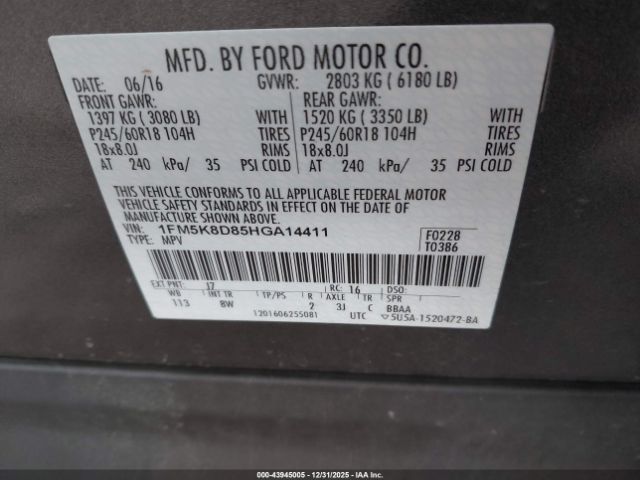 MFD. BY FORD MOTOR CO.
DATE: 06/16 GVWR: 2803 KG ( 6180 LB)
FRONT GAWR: REAR GAWR:
1397 KG ( 3080 LB) WITH 1520 KG ( 3350 LB) WITH
P245/60R18 104H TIRES P245/60R18 104H TIRES
18x8.0J RIMS 18x8.0J RIMS
AT 240 kPa/ 35 PSI COLD AT 240 kPa/ 35 PSI COLD
THIS VEHICLE CONFORMS TO ALL APPLICABLE FEDERAL MOTOR
VEHICLE SAFETY STANDARDS IN EFFECT ON THE DATE OF
MANUFACTURE SHOWN ABOVE.
VIN: 1FM5K8D85HGA14411 F0228
TYPE: MPV T0386
EXT PNT: J7 RC: 16 DSO:
WB INT TR TP/PS R AXLE TR SPR
113 8W 2 3J C BBAA
1201606255081 UTC ▽5U5A-1520472-BA
000-43945005 - 12/31/2025 - IAAI - COPART, INC.